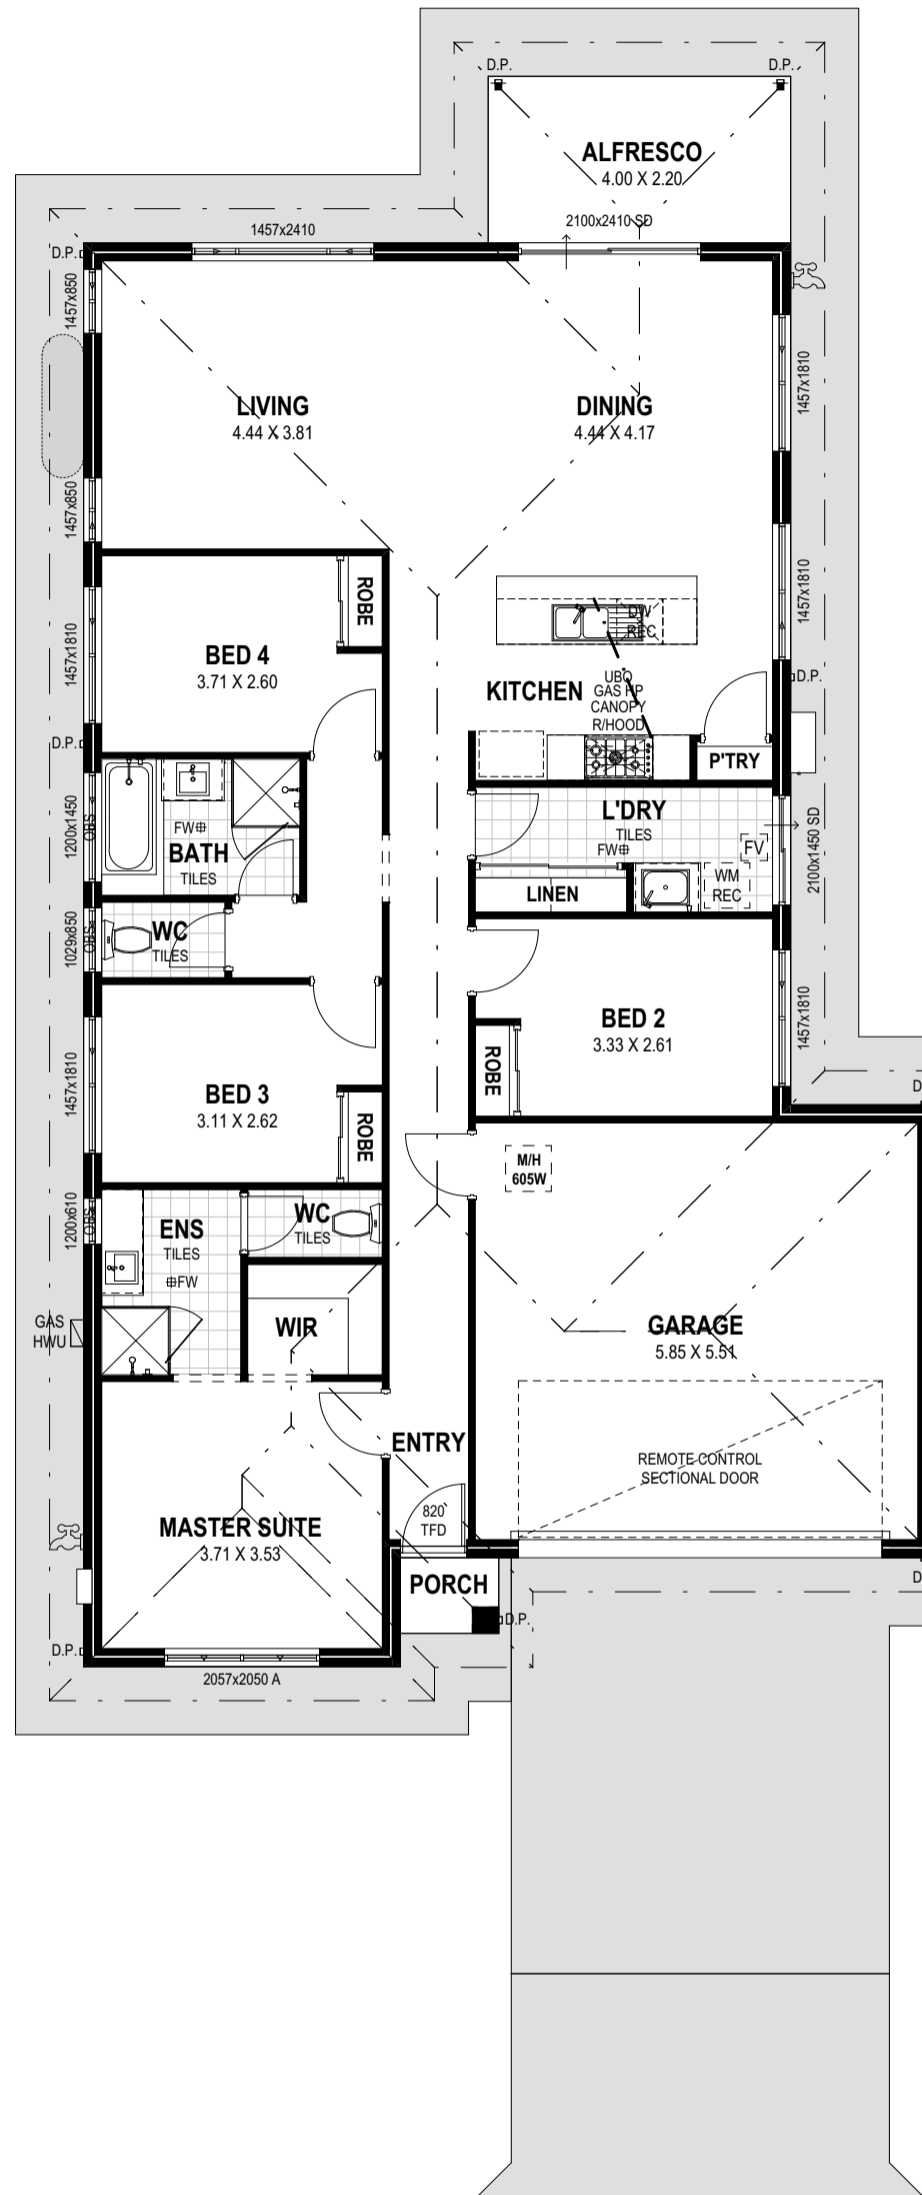 D.P.
D.P.
ALFRESCO
4.00 X 2.20
2100x2410 SD
1457x2410
D.P.
1457x850
LIVING
4.44 X 3.81
DINING
4.44 X 4.17
1457x1810
1457x850
ROBE
BED 4
3.71 X 2.60
1457x1810
1457x1810
DW
REC
KITCHEN
UBO
GAS HP
CANOPY
R/HOOD
D.P.
D.P.
P'TRY
L'DRY
TILES
FW
FV
2100x1450 SD
1200x1450
OBS
FW
BATH
TILES
LINEN
WM
REC
1029x850
OBS
WC
TILES
BED 2
3.33 X 2.61
1457x1810
ROBE
1457x1810
BED 3
3.11 X 2.62
ROBE
M/H
605W
1200x610
OBS
ENS
TILES
FW
WC
TILES
GAS
HWU
WIR
GARAGE
5.85 X 5.51
ENTRY
REMOTE CONTROL
SECTIONAL DOOR
820
TFD
MASTER SUITE
3.71 X 3.53
PORCH
D.P.
D.P.
2057x2050 A